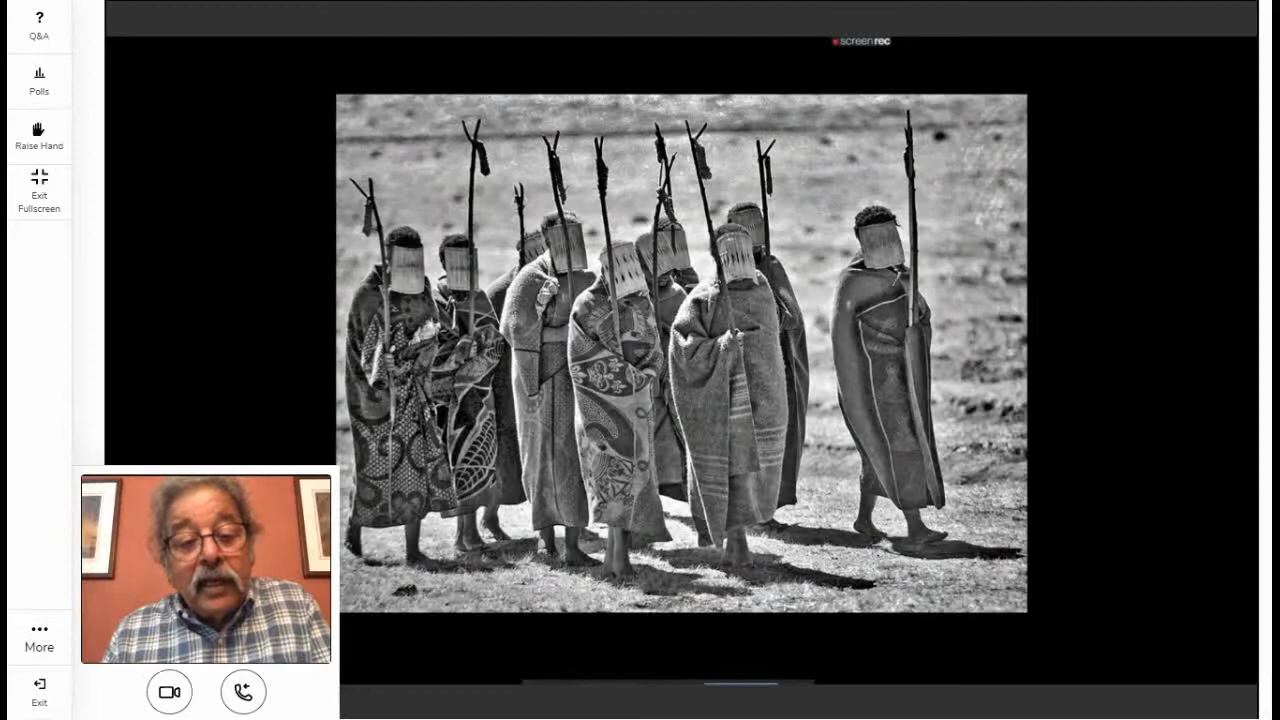 ?
Q&A
Polls
Raise Hand
Exit
Fullscreen
screenrec
More
Exit